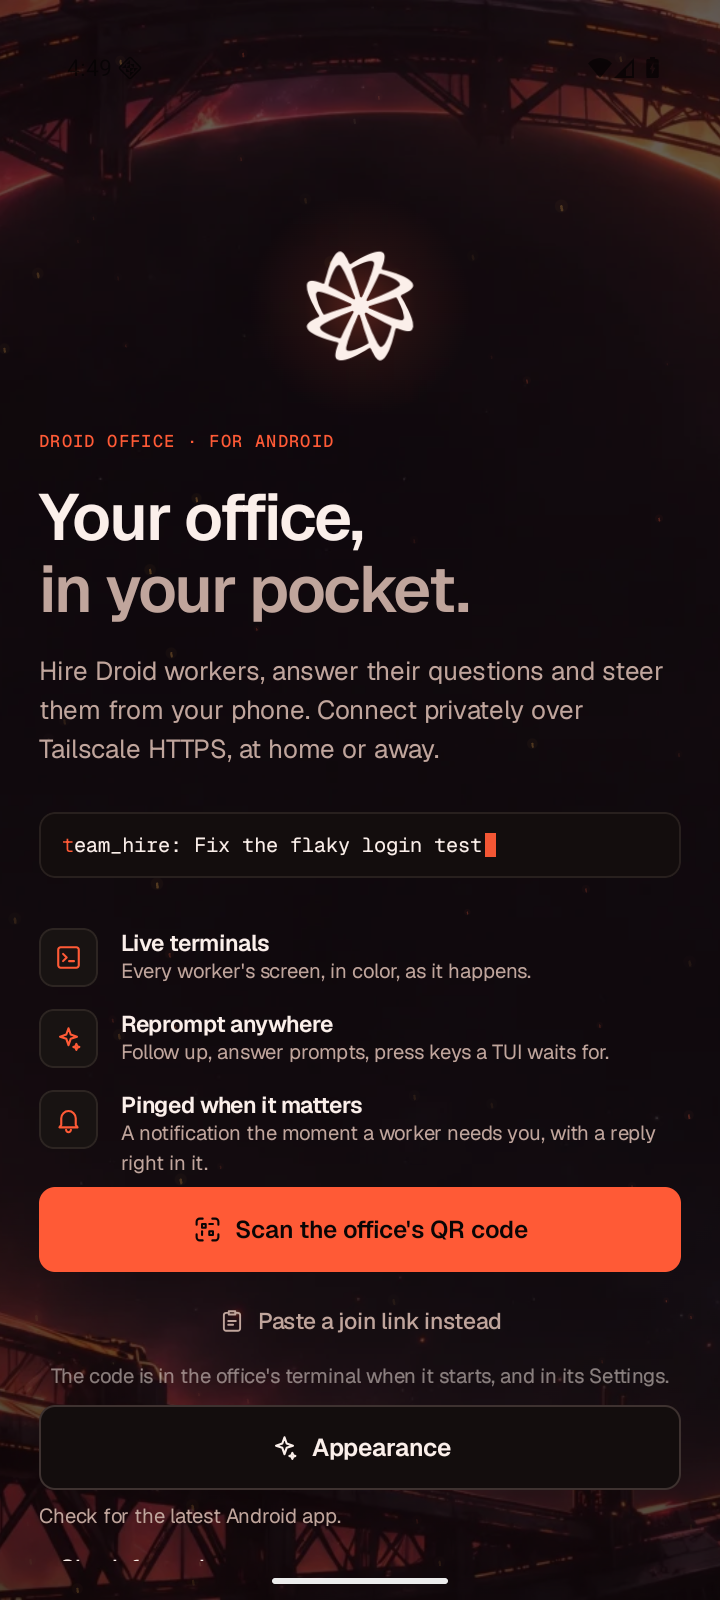 4:49
DROID OFFICE · FOR ANDROID
Your office,
in your pocket.
Hire Droid workers, answer their questions and steer
them from your phone. Connect privately over
Tailscale HTTPS, at home or away.
team_hire: Fix the flaky login test
Live terminals
Every worker's screen, in color, as it happens.
Reprompt anywhere
Follow up, answer prompts, press keys a TUI waits for.
Pinged when it matters
A notification the moment a worker needs you, with a reply
right in it.
Scan the office's QR code
Paste a join link instead
The code is in the office's terminal when it starts, and in its Settings.
Appearance
Check for the latest Android app.